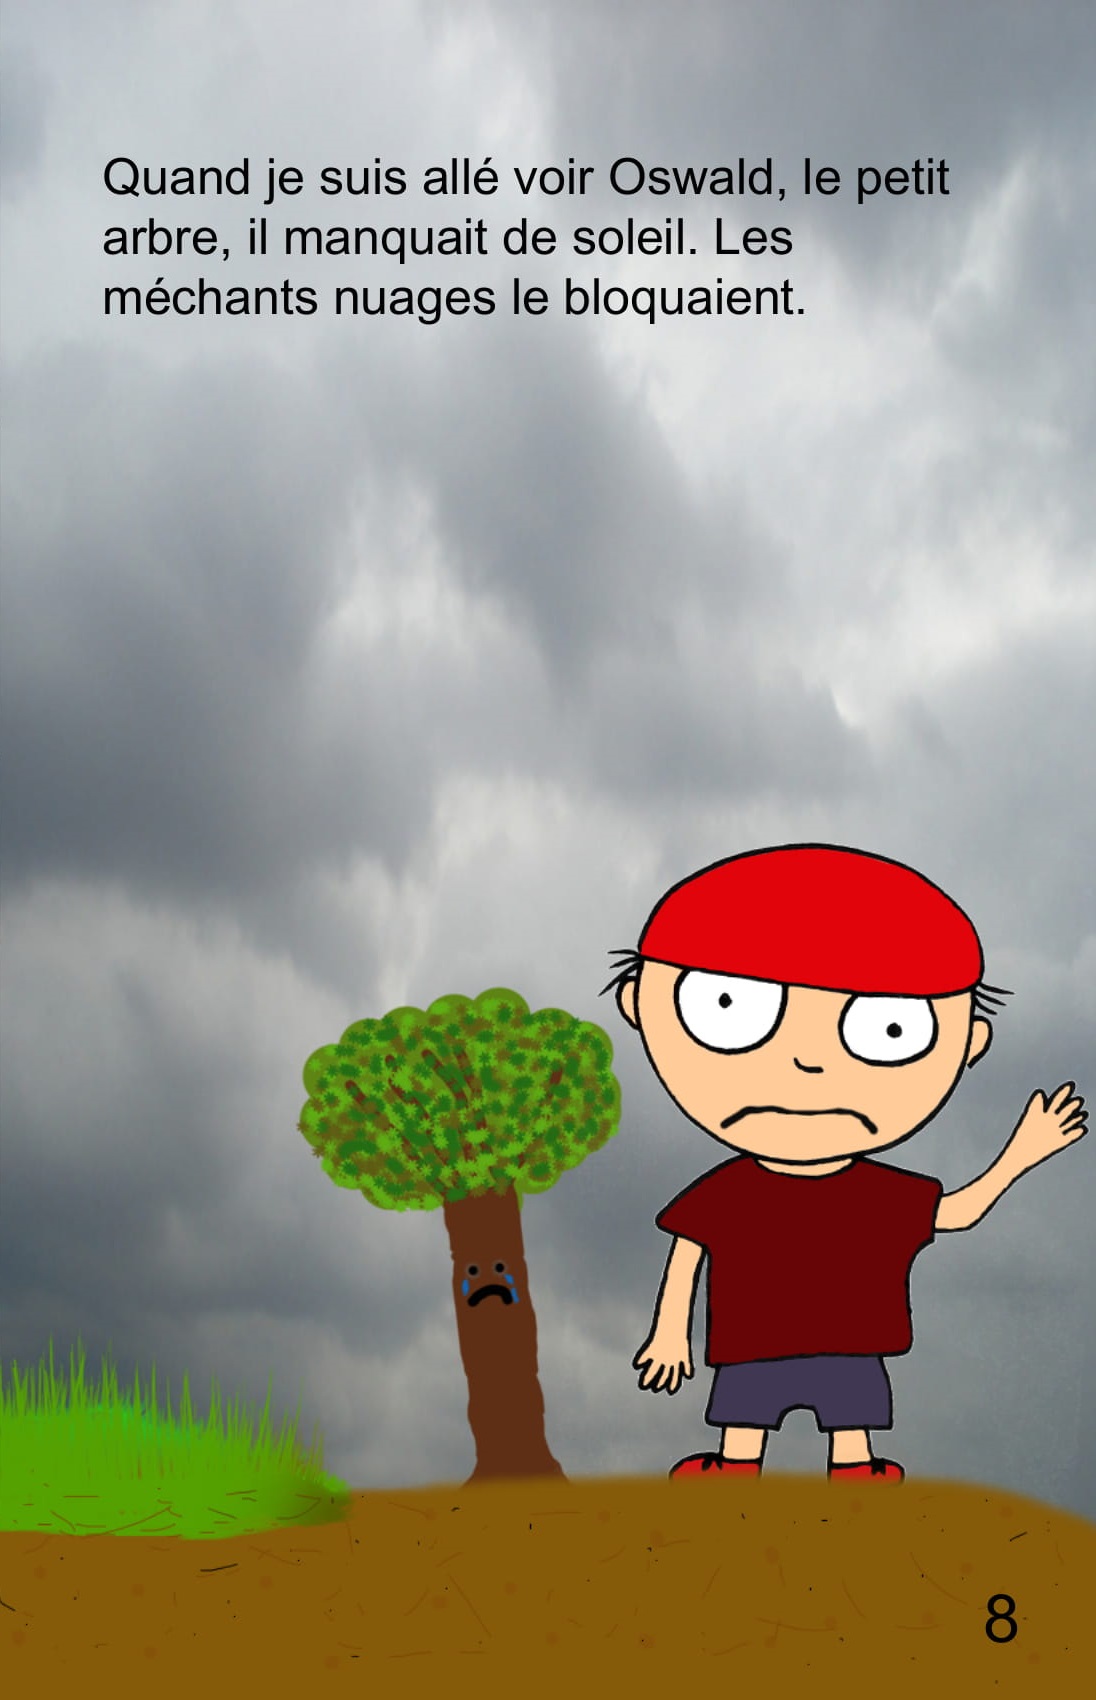 Quand je suis allé voir Oswald, le petit
arbre, il manquait de soleil. Les
méchants nuages le bloquaient.
8